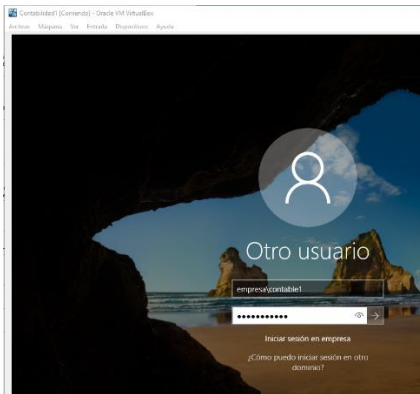 Contabilidad1 [Corriendo] - Oracle VM VirtualBox
Archivo Máquina Ver Entrada Dispositivos Ayuda
Otro usuario
empresa\contable1
•••••••••••
Iniciar sesión en empresa
¿Cómo puedo iniciar sesión en otro
dominio?